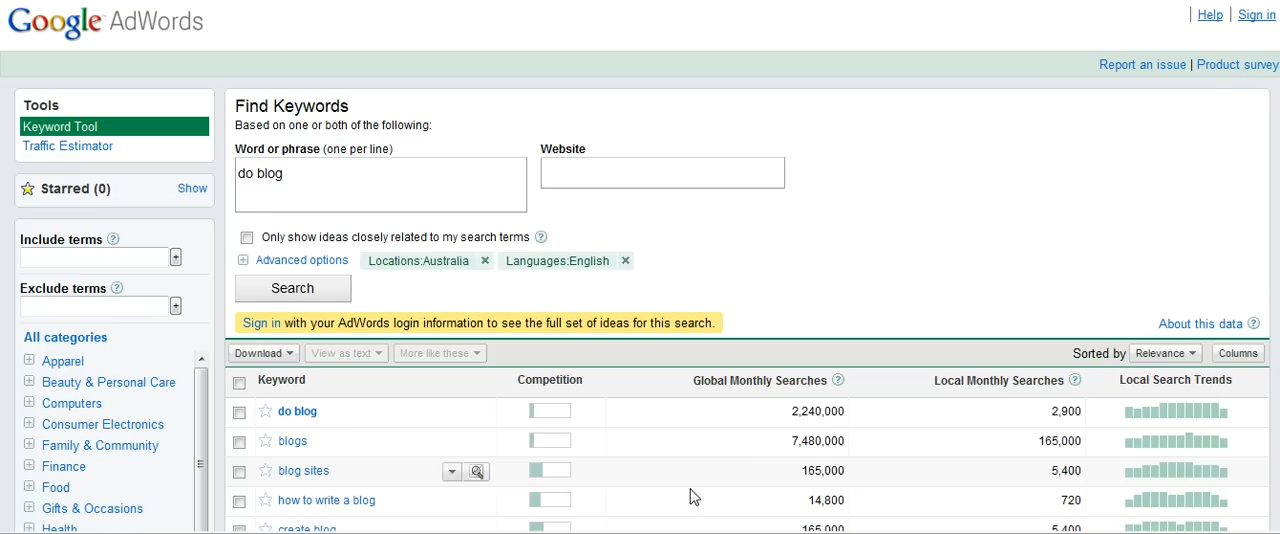 Google AdWords
Help | Sign in
Report an issue | Product survey
Tools
Keyword Tool
Traffic Estimator
Starred (0) Show
Include terms
All categories
Exclude terms
Apparel
Beauty & Personal Care
Computers
Consumer Electronics
Family & Community
Finance
Food
Gifts & Occasions
Health
Find Keywords
Based on one or both of the following:
Word or phrase (one per line) Website
do blog
Only show ideas closely related to my search terms
Advanced options Locations:Australia × Languages:English ×
Search
Sign in with your AdWords login information to see the full set of ideas for this search. About this data
Download View as text More like these Sorted by Relevance Columns
Keyword Competition Global Monthly Searches Local Monthly Searches Local Search Trends
do blog 2,240,000 2,900
blogs 7,480,000 165,000
blog sites 165,000 5,400
how to write a blog 14,800 720
create blog 165,000 5,400